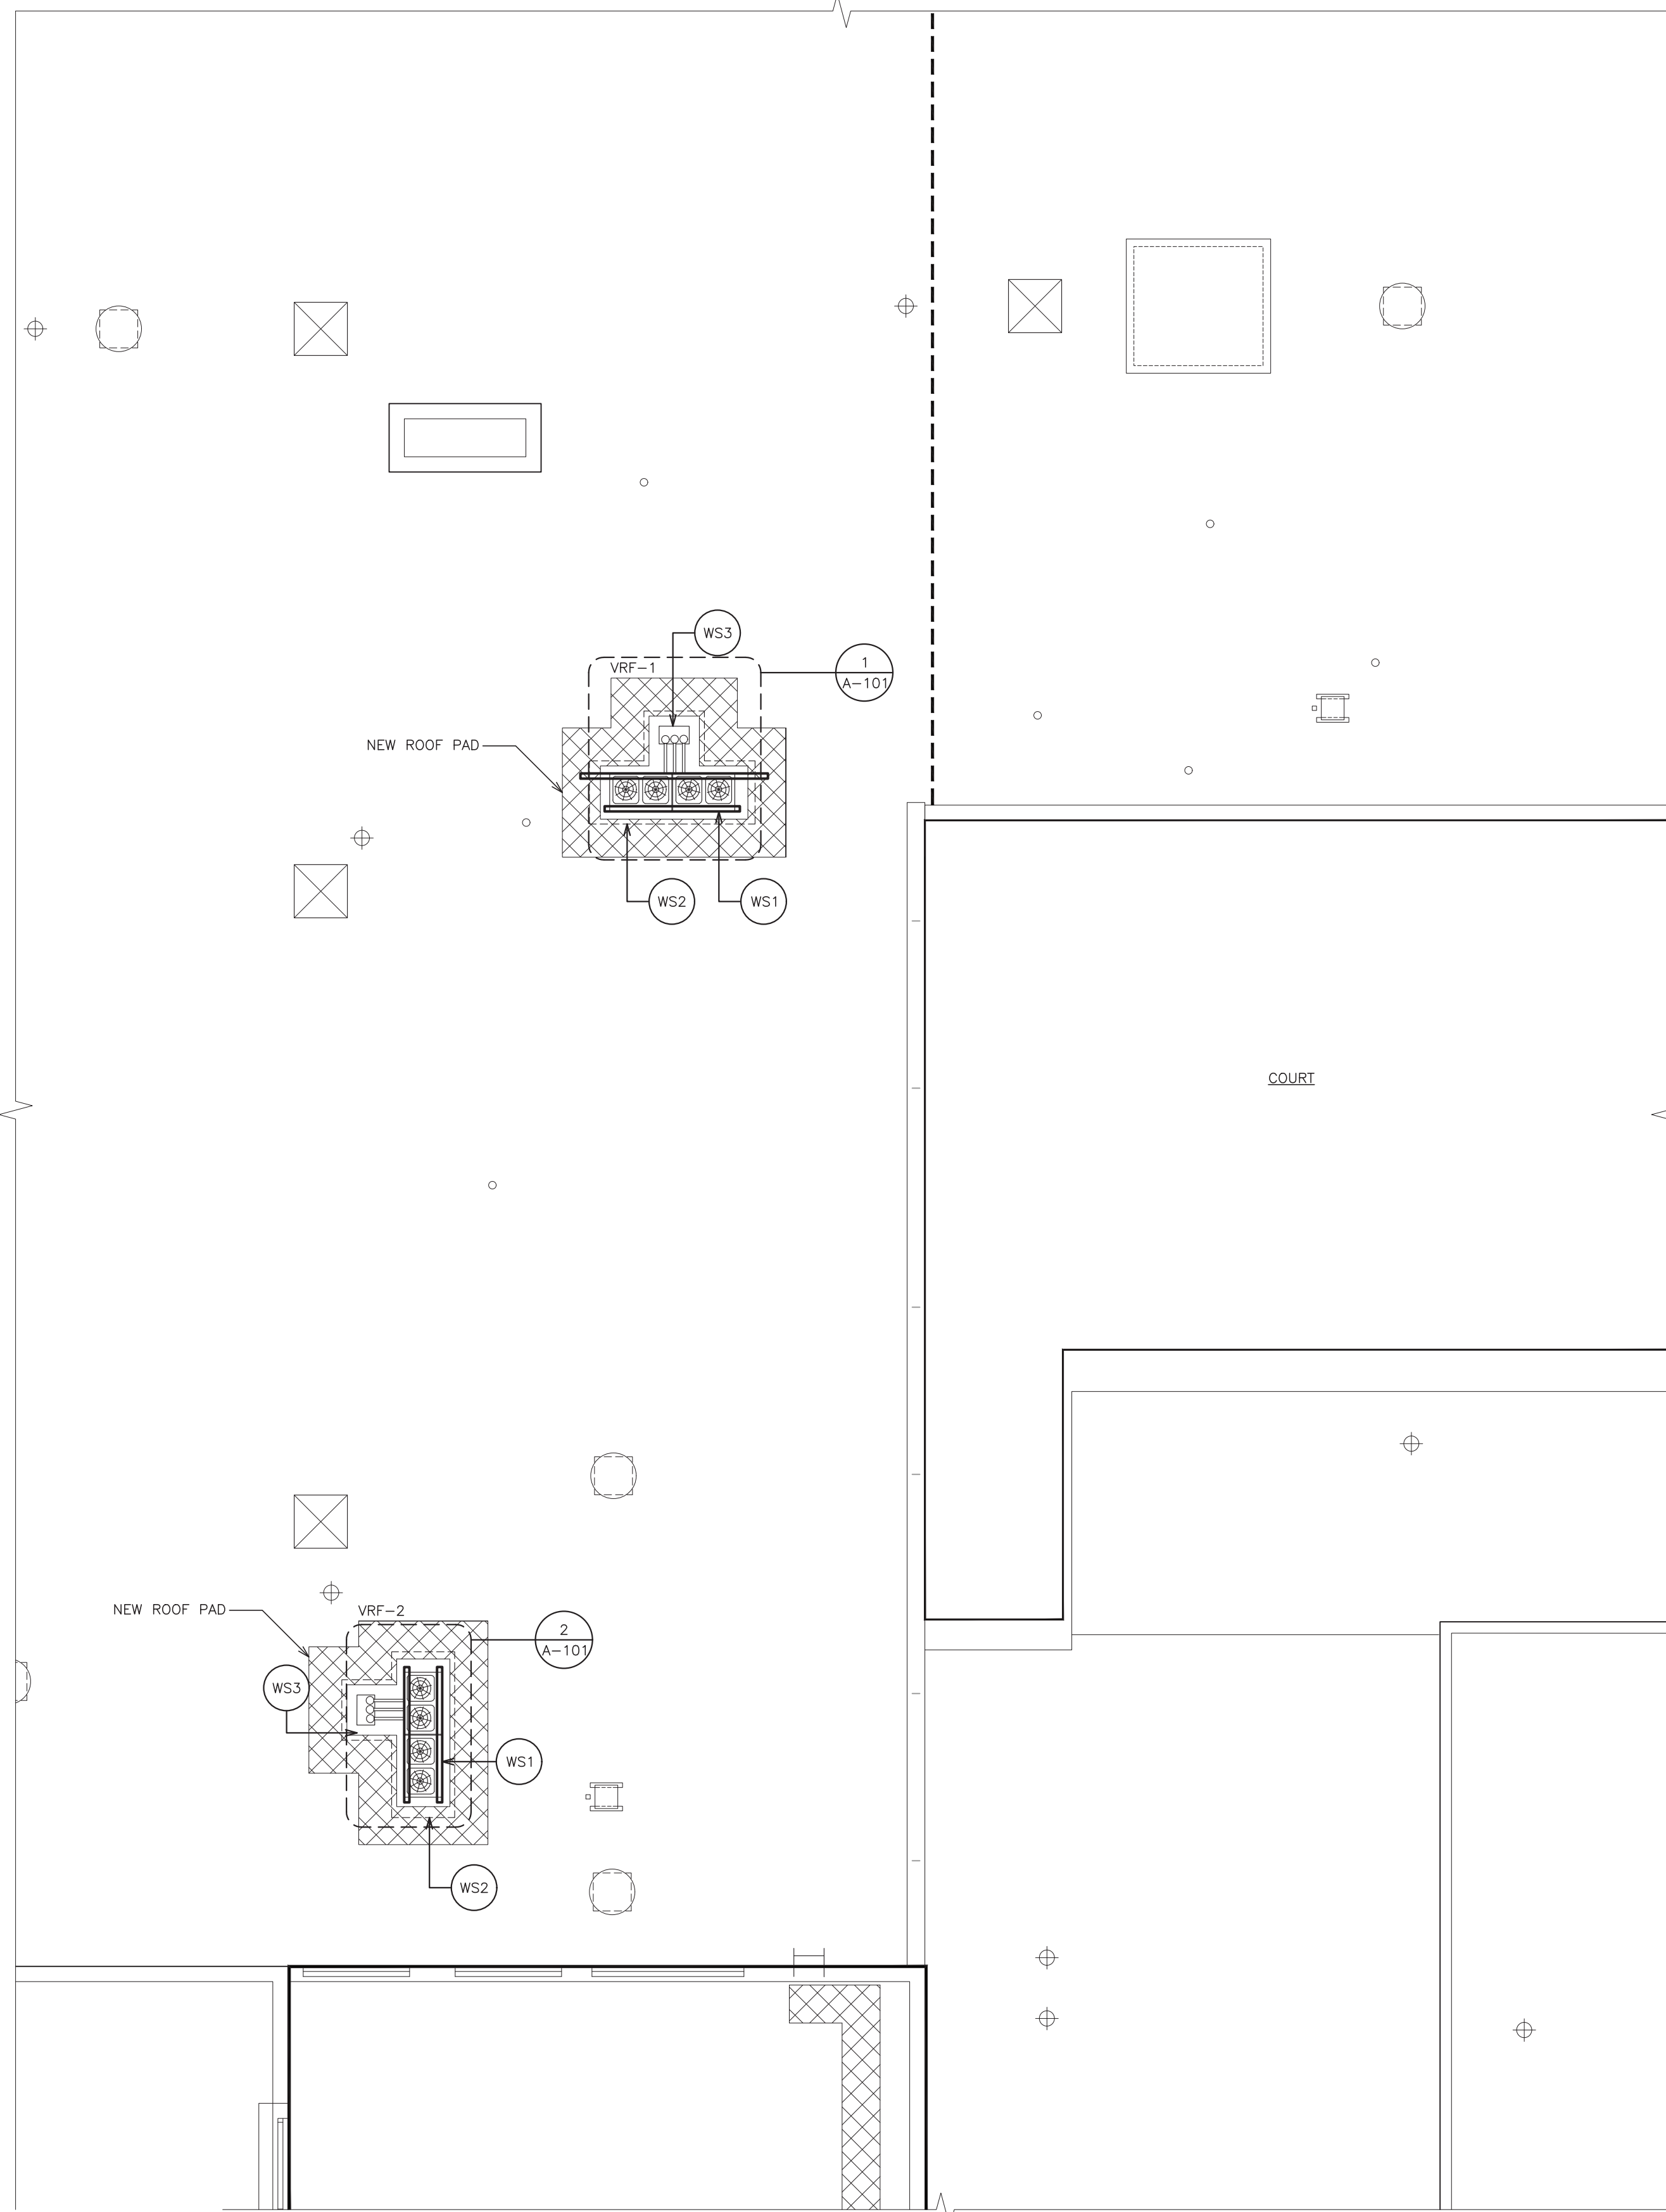 WS3
1
A-101
VRF-1
NEW ROOF PAD
WS2
WS1
COURT
NEW ROOF PAD
VRF-2
2
A-101
WS3
WS1
WS2